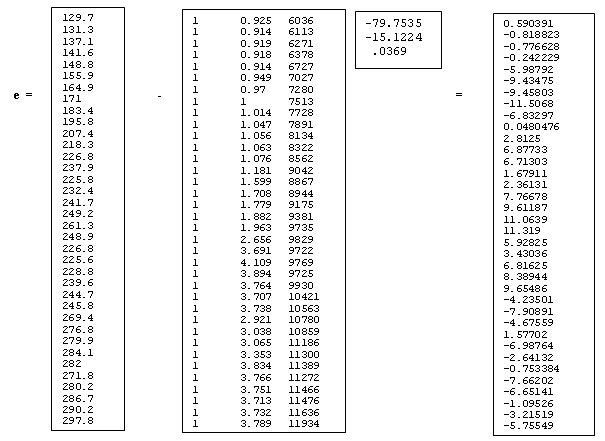 e =
129.7
131.3
137.1
141.6
148.8
155.9
164.9
171
183.4
195.8
207.4
218.3
226.8
237.9
225.8
232.4
241.7
249.2
261.3
248.9
226.8
225.6
228.8
239.6
244.7
245.8
269.4
276.8
279.9
284.1
282
271.8
280.2
286.7
290.2
297.8
-
1 0.925 6036
1 0.914 6113
1 0.919 6271
1 0.918 6378
1 0.914 6727
1 0.949 7027
1 0.97 7280
1 1 7513
1 1.014 7728
1 1.047 7891
1 1.056 8134
1 1.063 8322
1 1.076 8562
1 1.181 9042
1 1.599 8867
1 1.708 8944
1 1.779 9175
1 1.882 9381
1 1.963 9735
1 2.656 9829
1 3.691 9722
1 4.109 9769
1 3.894 9725
1 3.764 9930
1 3.707 10421
1 3.738 10563
1 2.921 10780
1 3.038 10859
1 3.065 11186
1 3.353 11300
1 3.834 11389
1 3.766 11272
1 3.751 11466
1 3.713 11476
1 3.732 11636
1 3.789 11934
-79.7535
-15.1224
.0369
=
0.590391
-0.818823
-0.776628
-0.242229
-5.98792
-9.43475
-9.45803
-11.5068
-6.83297
0.0480476
2.8125
6.87733
6.71303
1.67911
2.36131
7.76678
9.61187
11.0639
11.319
5.92825
3.43036
6.81625
8.38944
9.65486
-4.23501
-7.90891
-4.67559
1.57702
-6.98764
-2.64132
-0.753384
-7.66202
-6.65141
-1.09526
-3.21519
-5.75549